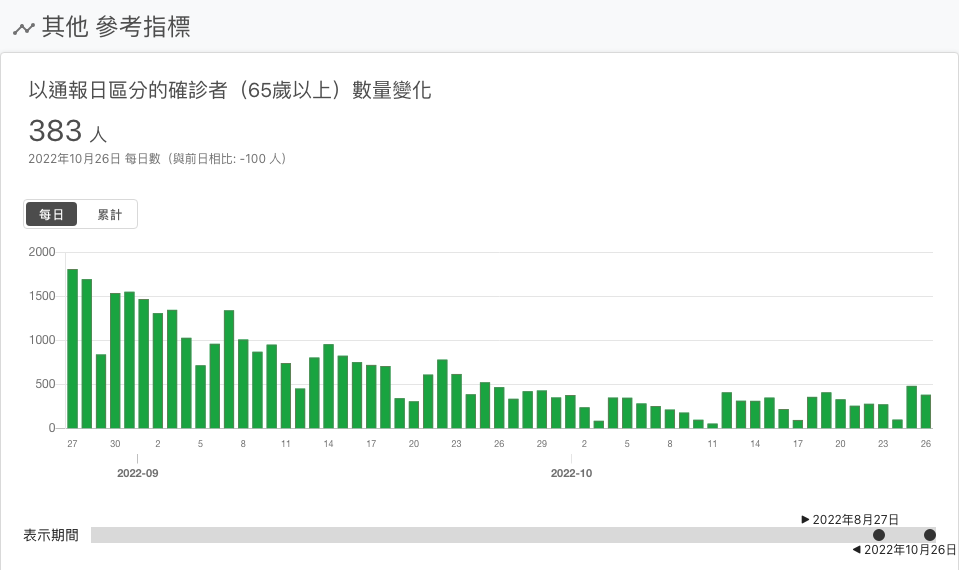 其他 參考指標
以通報日區分的確診者（65歲以上）數量變化
383 人
2022年10月26日 每日數（與前日相比: -100 人）
每日 累計
2000
1500
1000
500
0
27 30 2 5 8 11 14 17 20 23 26 29 2 5 8 11 14 17 20 23 26
2022-09 2022-10
▶ 2022年8月27日
表示期間
◀ 2022年10月26日